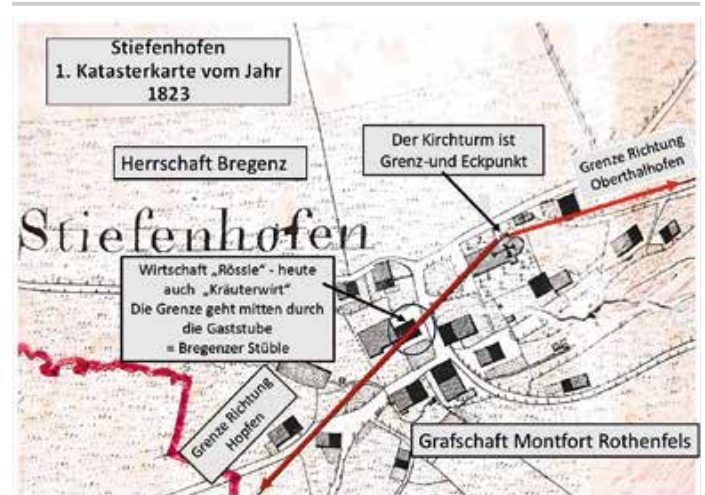 Stiefenhofen
1. Katasterkarte vom Jahr
1823
Der Kirchturm ist
Grenz-und Eckpunkt
Grenze Richtung
Oberthalhofen
Herrschaft Bregenz
Stiefenhofen
Wirtschaft „Rössle“ - heute
auch „Kräuterwirt“
Die Grenze geht mitten durch
die Gaststube
= Bregenzer Stüble
Grenze Richtung
Hopfen
Grafschaft Montfort Rothenfels